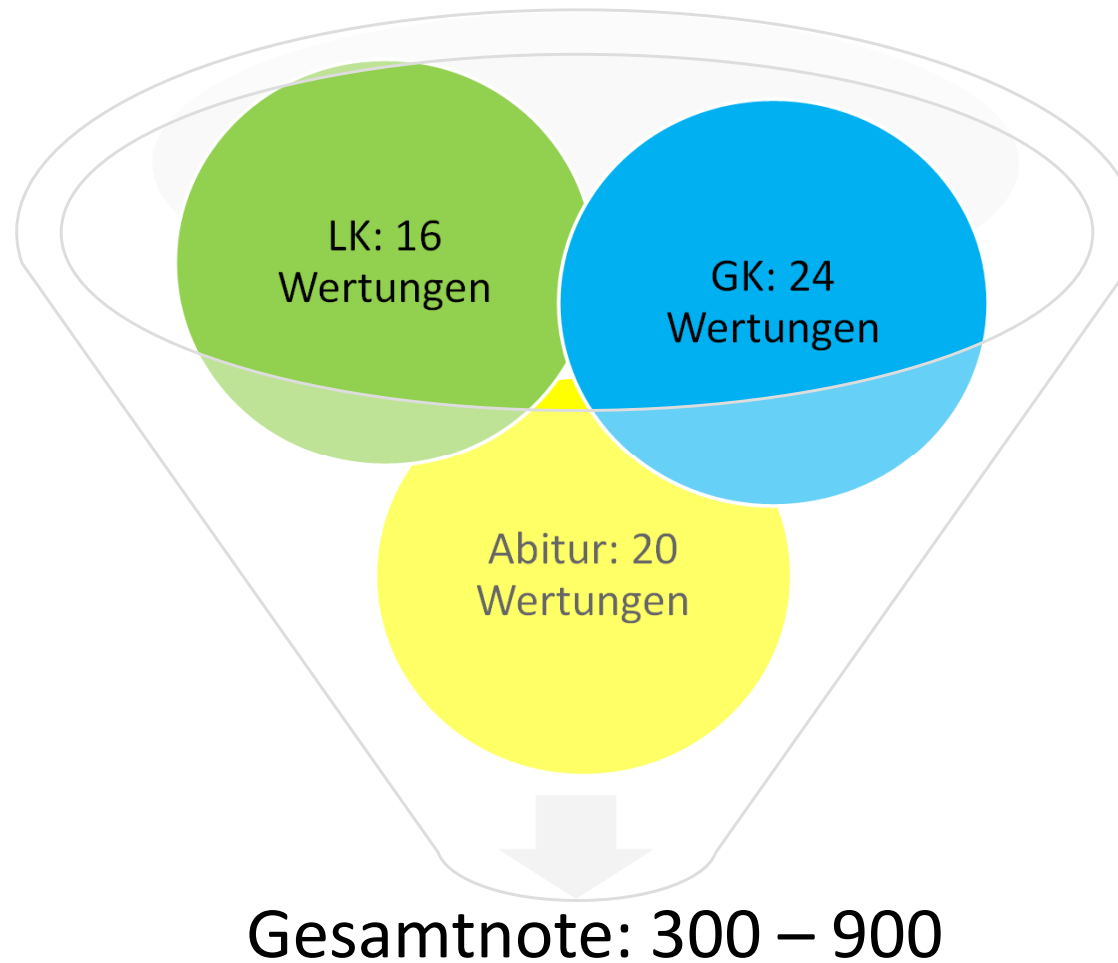 LK: 16
Wertungen
GK: 24
Wertungen
Abitur: 20
Wertungen
Gesamtnote: 300 – 900